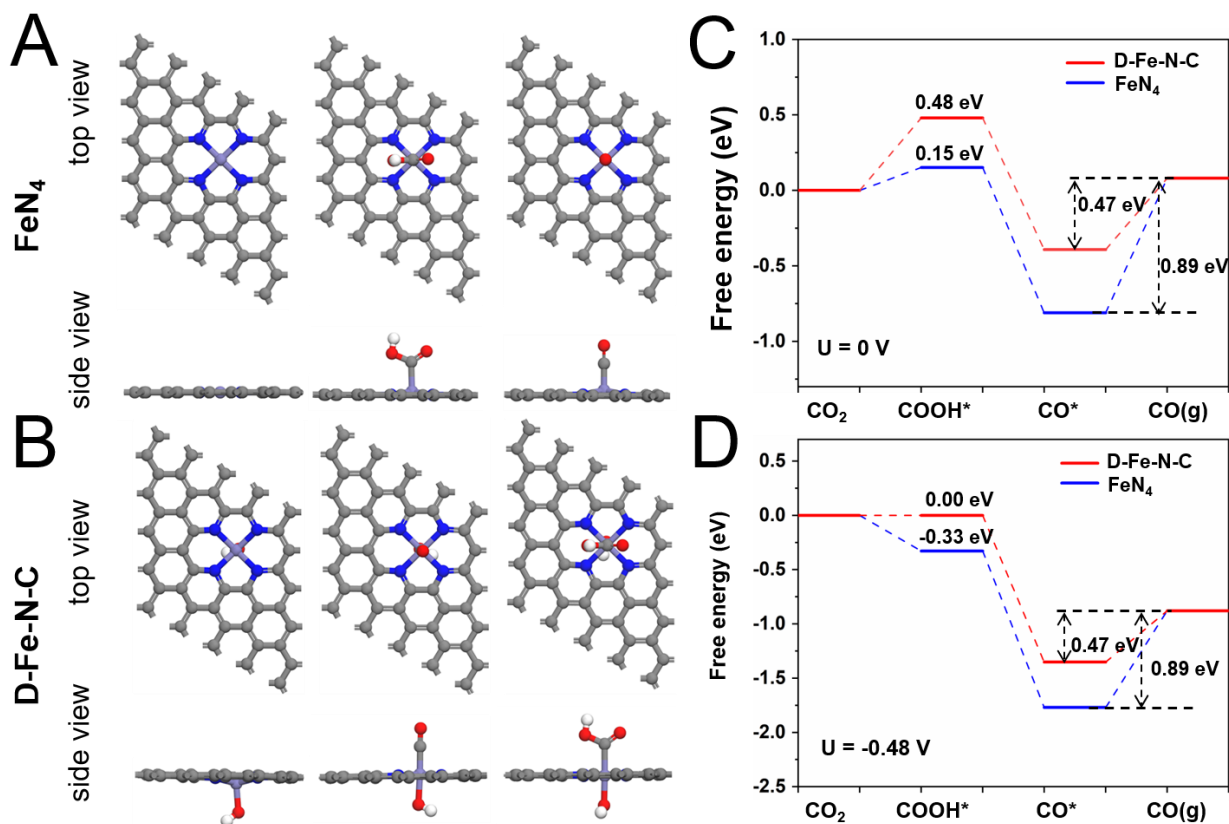 A
top view
FeN₄
side view
B
top view
D-Fe-N-C
side view
C
1.0
0.5
0.0
-0.5
-1.0
Free energy (eV)
D-Fe-N-C
FeN₄
0.48 eV
0.15 eV
0.47 eV
0.89 eV
U = 0 V
CO₂ COOH* CO* CO(g)
D
0.5
0.0
-0.5
-1.0
-1.5
-2.0
-2.5
Free energy (eV)
D-Fe-N-C
FeN₄
0.00 eV
-0.33 eV
0.47 eV
0.89 eV
U = -0.48 V
CO₂ COOH* CO* CO(g)